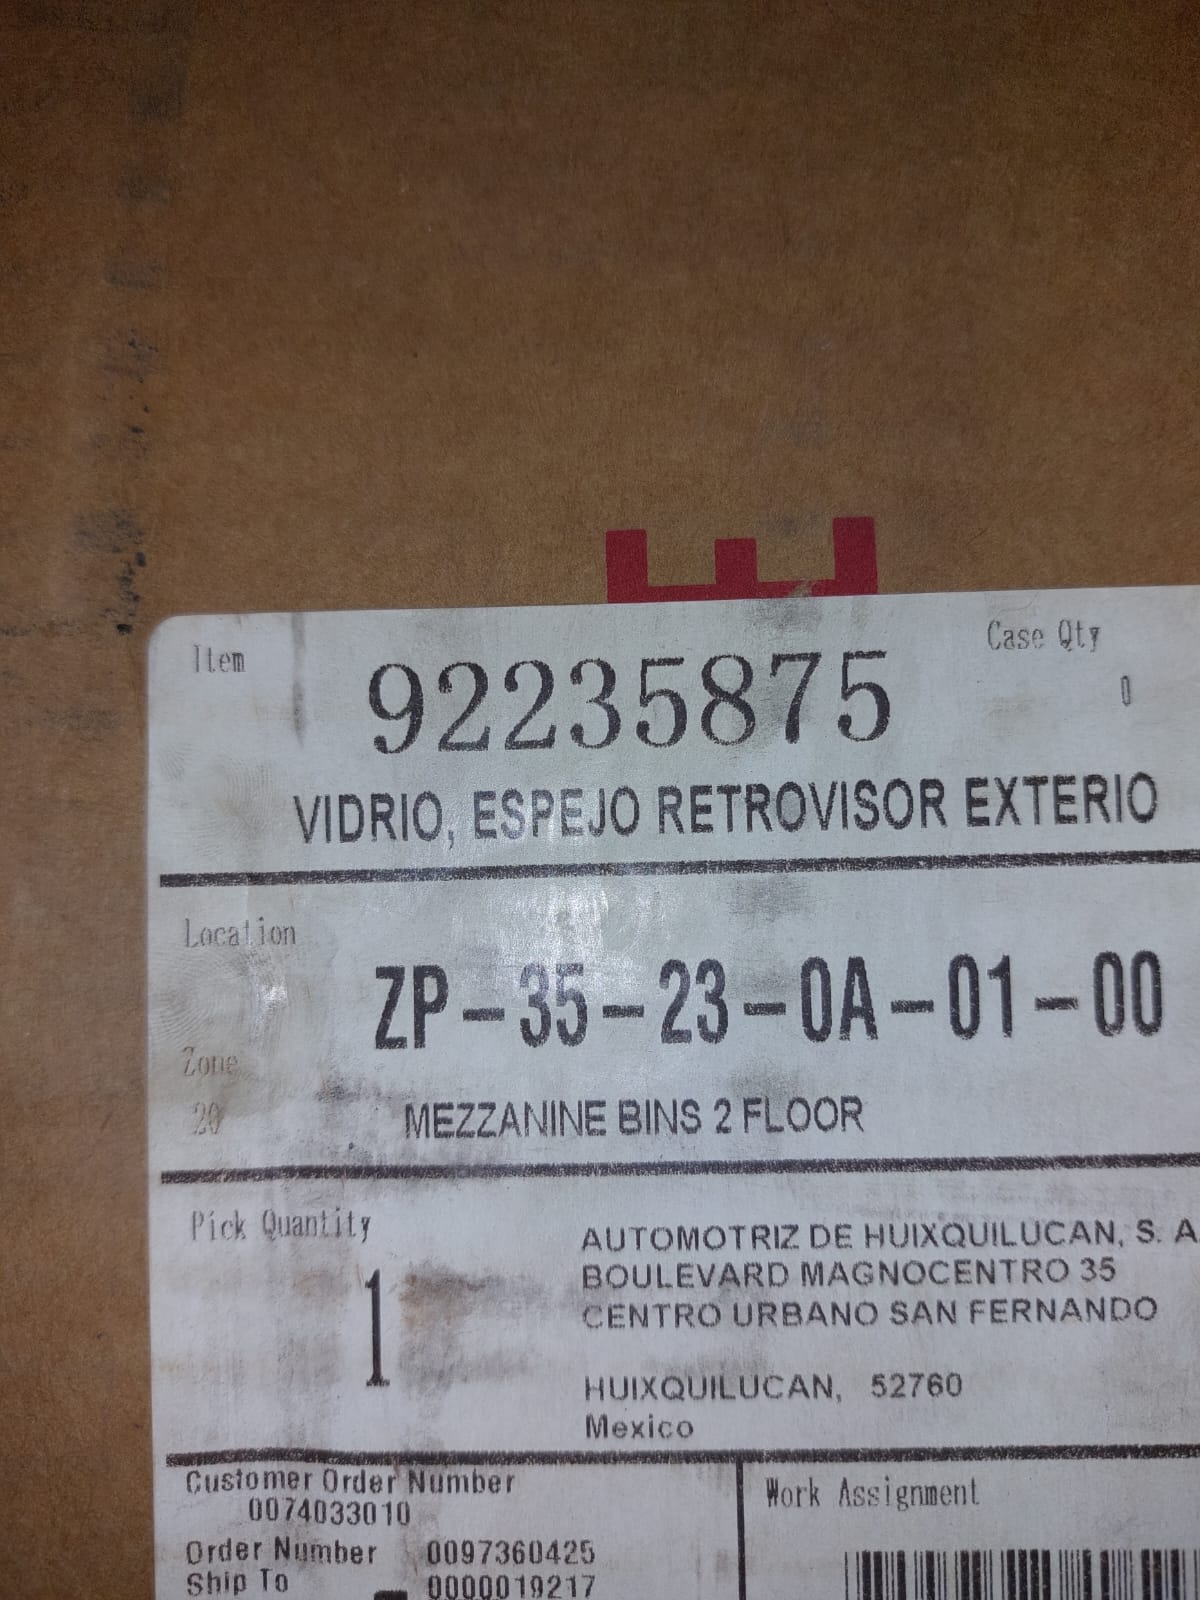 Item
92235875
Case Qty
0
VIDRIO, ESPEJO RETROVISOR EXTERIO
Location
ZP-35-23-0A-01-00
Zone
20
MEZZANINE BINS 2 FLOOR
Pick Quantity
1
AUTOMOTRIZ DE HUIXQUILUCAN, S. A
BOULEVARD MAGNOCENTRO 35
CENTRO URBANO SAN FERNANDO
HUIXQUILUCAN, 52760
Mexico
Customer Order Number
0074033010
Order Number 0097360425
Ship To 0000019217
Work Assignment